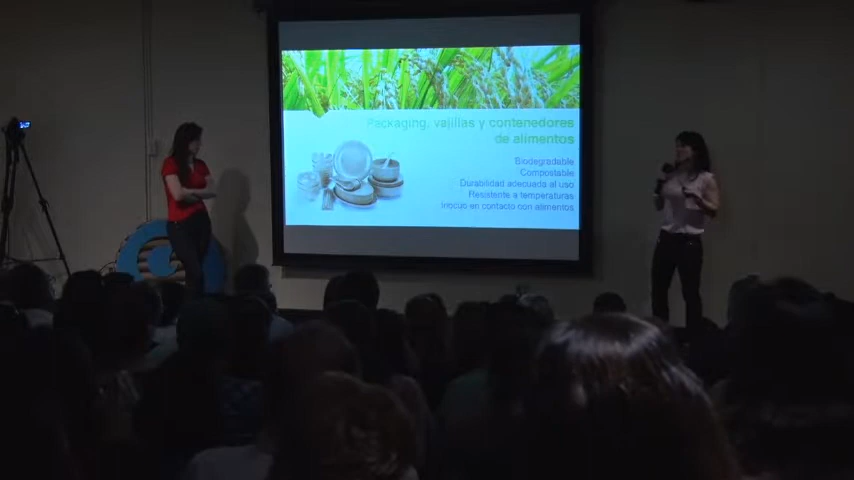 Packaging, vajillas y contenedores
de alimentos
Biodegradable
Compostable
Durabilidad adecuada al uso
Resistente a temperaturas
Inocuo en contacto con alimentos